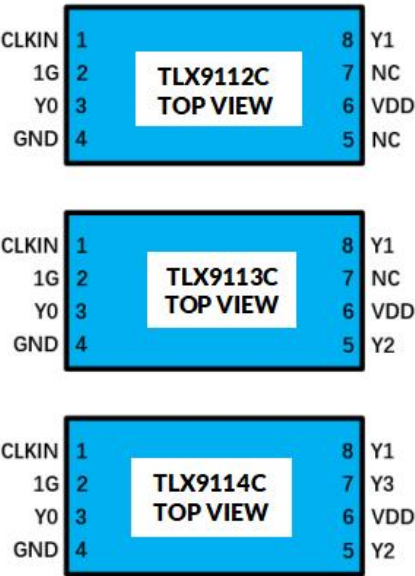 CLKIN 1 8 Y1
1G 2 TLX9112C 7 NC
Y0 3 TOP VIEW 6 VDD
GND 4 5 NC
CLKIN 1 8 Y1
1G 2 TLX9113C 7 NC
Y0 3 TOP VIEW 6 VDD
GND 4 5 Y2
CLKIN 1 8 Y1
1G 2 TLX9114C 7 Y3
Y0 3 TOP VIEW 6 VDD
GND 4 5 Y2